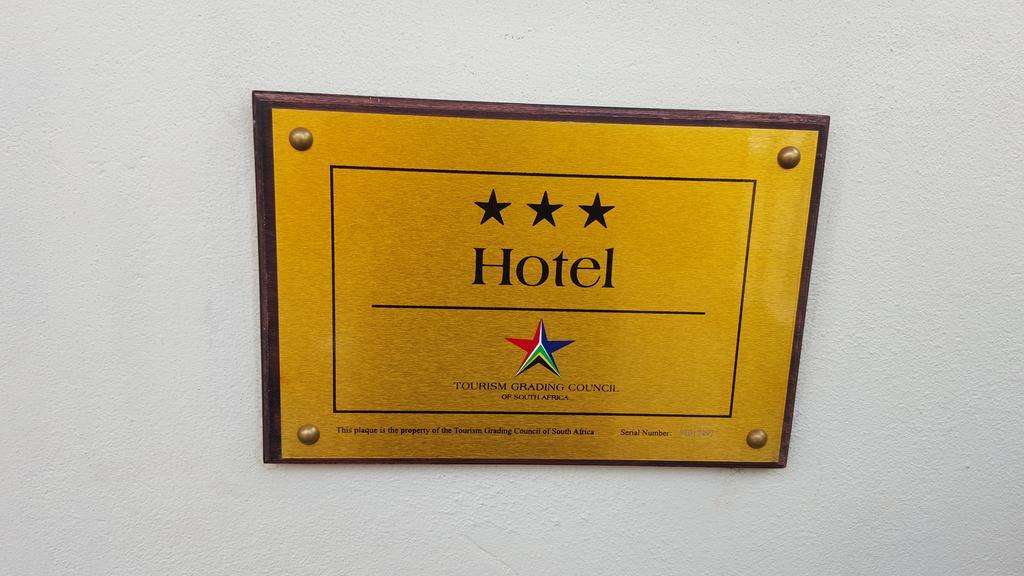 ★ ★ ★
Hotel
TOURISM GRADING COUNCIL
OF SOUTH AFRICA
This plaque is the property of the Tourism Grading Council of South Africa Serial Number: